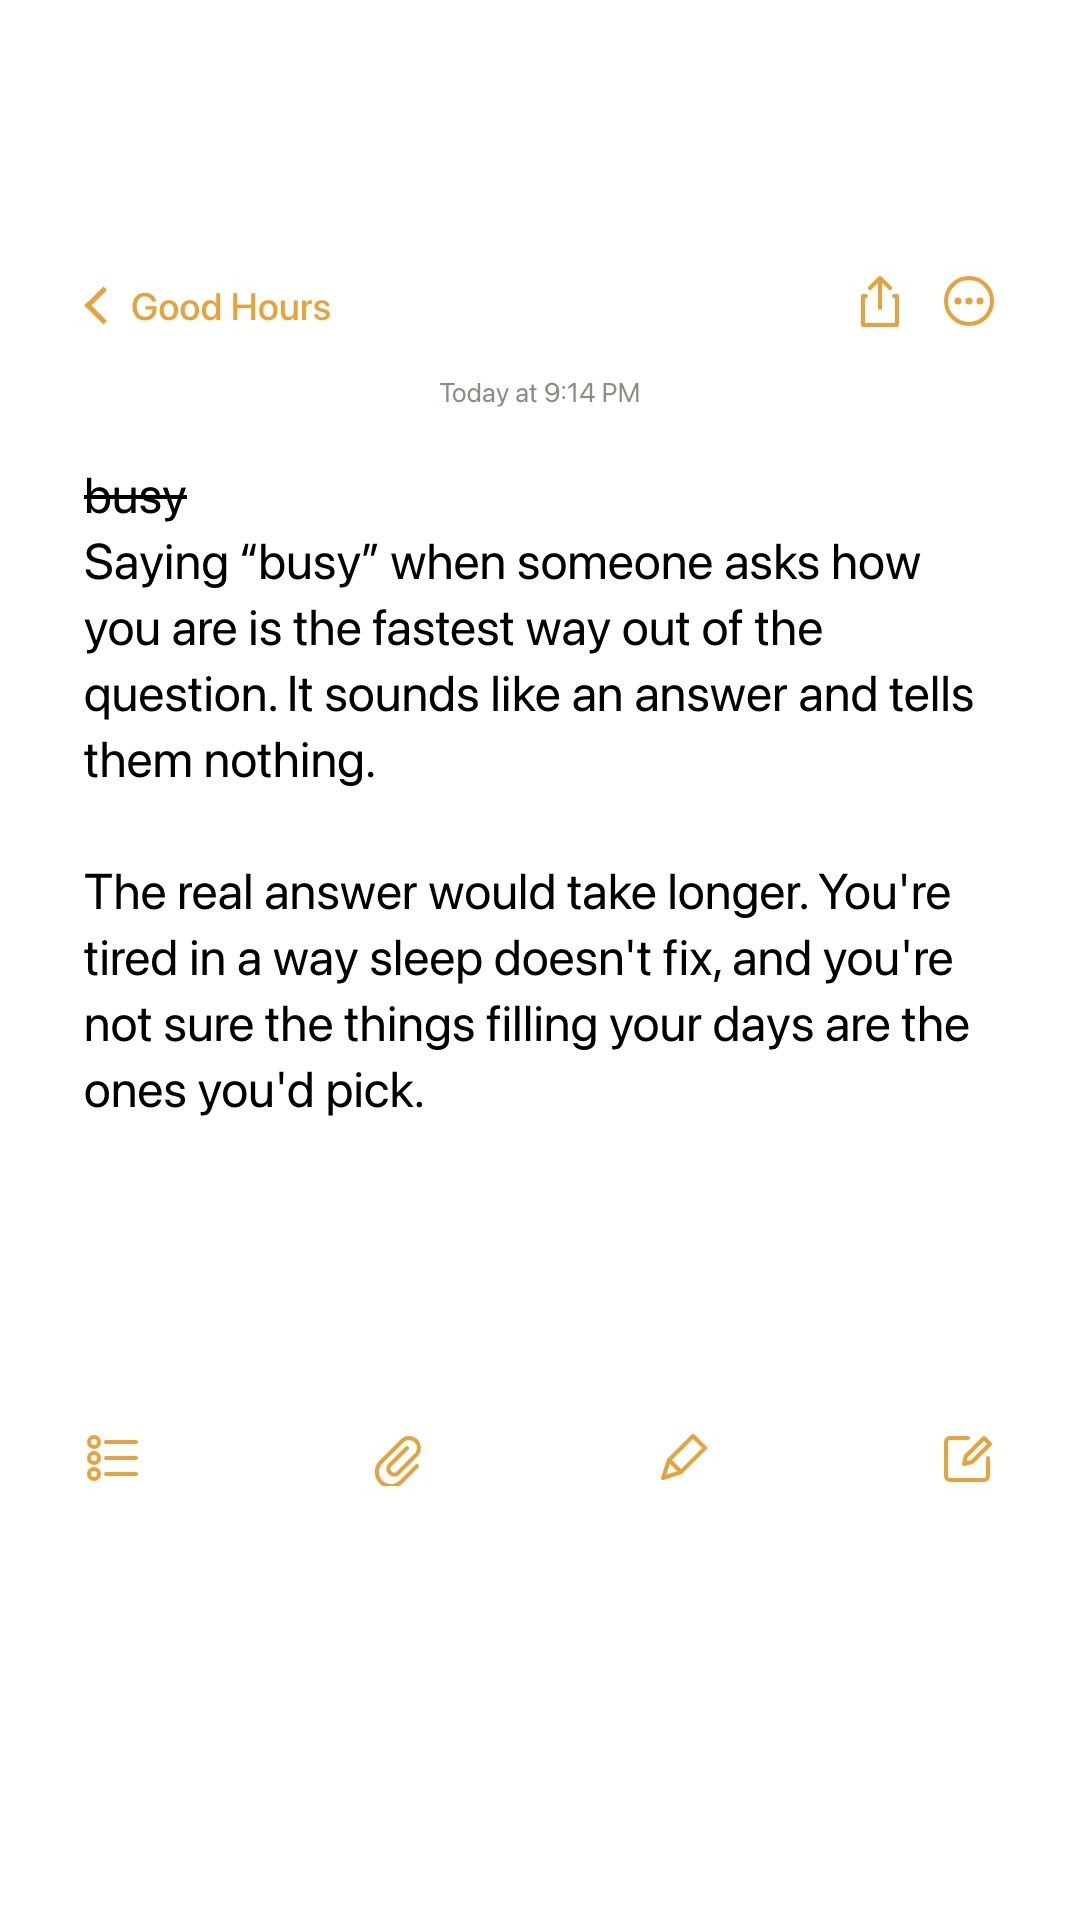 Good Hours
Today at 9:14 PM
busy
Saying “busy” when someone asks how
you are is the fastest way out of the
question. It sounds like an answer and tells
them nothing.
The real answer would take longer. You're
tired in a way sleep doesn't fix, and you're
not sure the things filling your days are the
ones you'd pick.